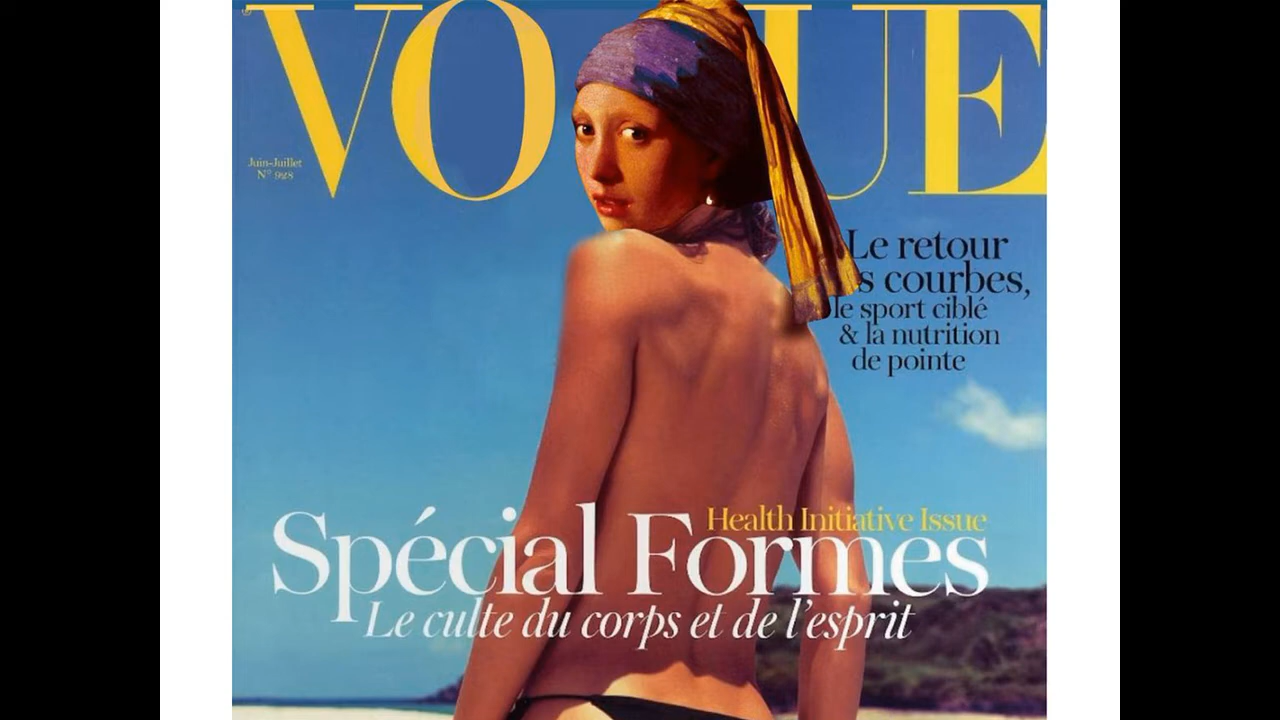 VOGUE
Juin-Juillet
N° 928
Le retour
s courbes,
le sport ciblé
& la nutrition
de pointe
Health Initiative Issue
Spécial Formes
Le culte du corps et de l'esprit